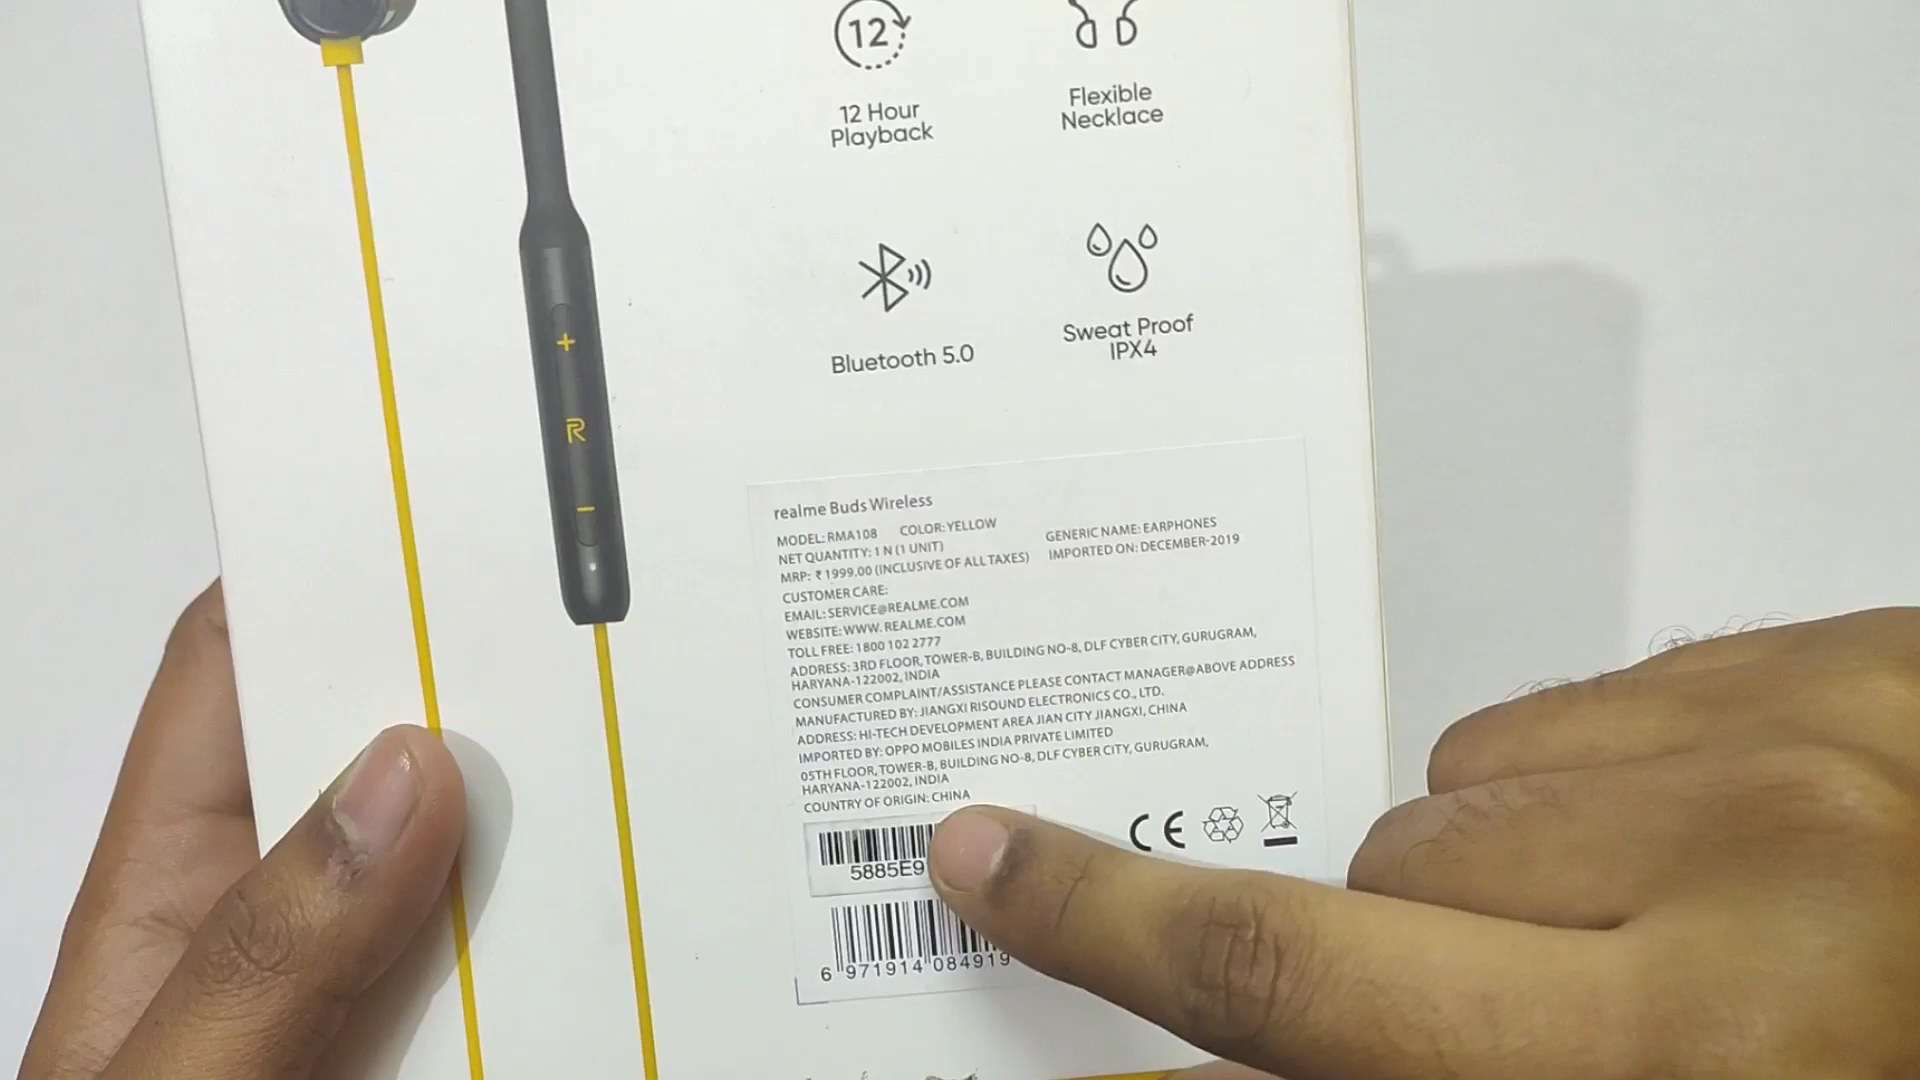 12
12 Hour
Playback
Flexible
Necklace
Bluetooth 5.0
Sweat Proof
IPX4
+
R
−
realme Buds Wireless
MODEL: RMA108 COLOR: YELLOW
NET QUANTITY: 1 N (1 UNIT) GENERIC NAME: EARPHONES
MRP: ₹ 1999.00 (INCLUSIVE OF ALL TAXES) IMPORTED ON: DECEMBER-2019
CUSTOMER CARE:
EMAIL: SERVICE@REALME.COM
WEBSITE: WWW. REALME.COM
TOLL FREE: 1800 102 2777
ADDRESS: 3RD FLOOR, TOWER-B, BUILDING NO-8, DLF CYBER CITY, GURUGRAM,
HARYANA-122002, INDIA
CONSUMER COMPLAINT/ASSISTANCE PLEASE CONTACT MANAGER@ABOVE ADDRESS
MANUFACTURED BY: JIANGXI RISOUND ELECTRONICS CO., LTD.
ADDRESS: HI-TECH DEVELOPMENT AREA JIAN CITY JIANGXI, CHINA
IMPORTED BY: OPPO MOBILES INDIA PRIVATE LIMITED
05TH FLOOR, TOWER-B, BUILDING NO-8, DLF CYBER CITY, GURUGRAM,
HARYANA-122002, INDIA
COUNTRY OF ORIGIN: CHINA
CE
5885E9
6 971914 084919